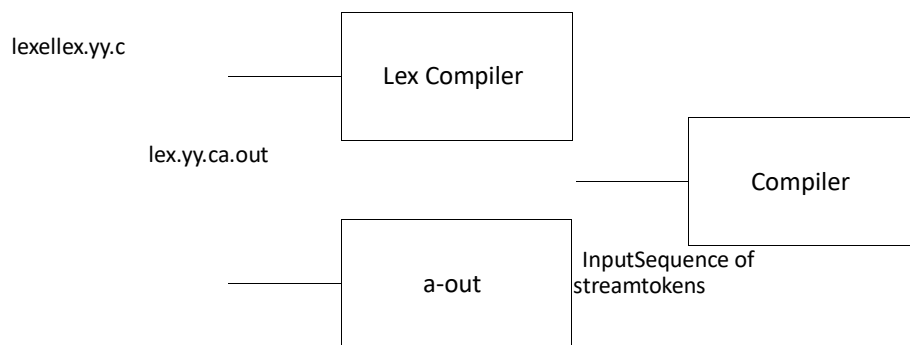 lexellex.yy.c
Lex Compiler
lex.yy.ca.out
Compiler
InputSequence of
streamtokens
a-out